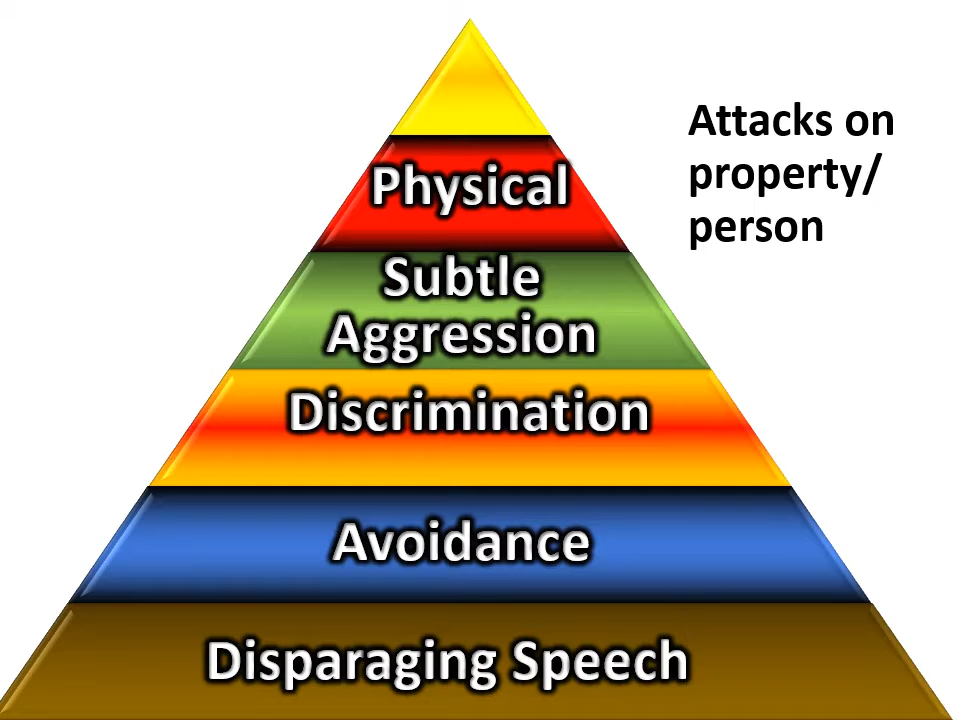 Attacks on
property/
person
Physical
Subtle
Aggression
Discrimination
Avoidance
Disparaging Speech